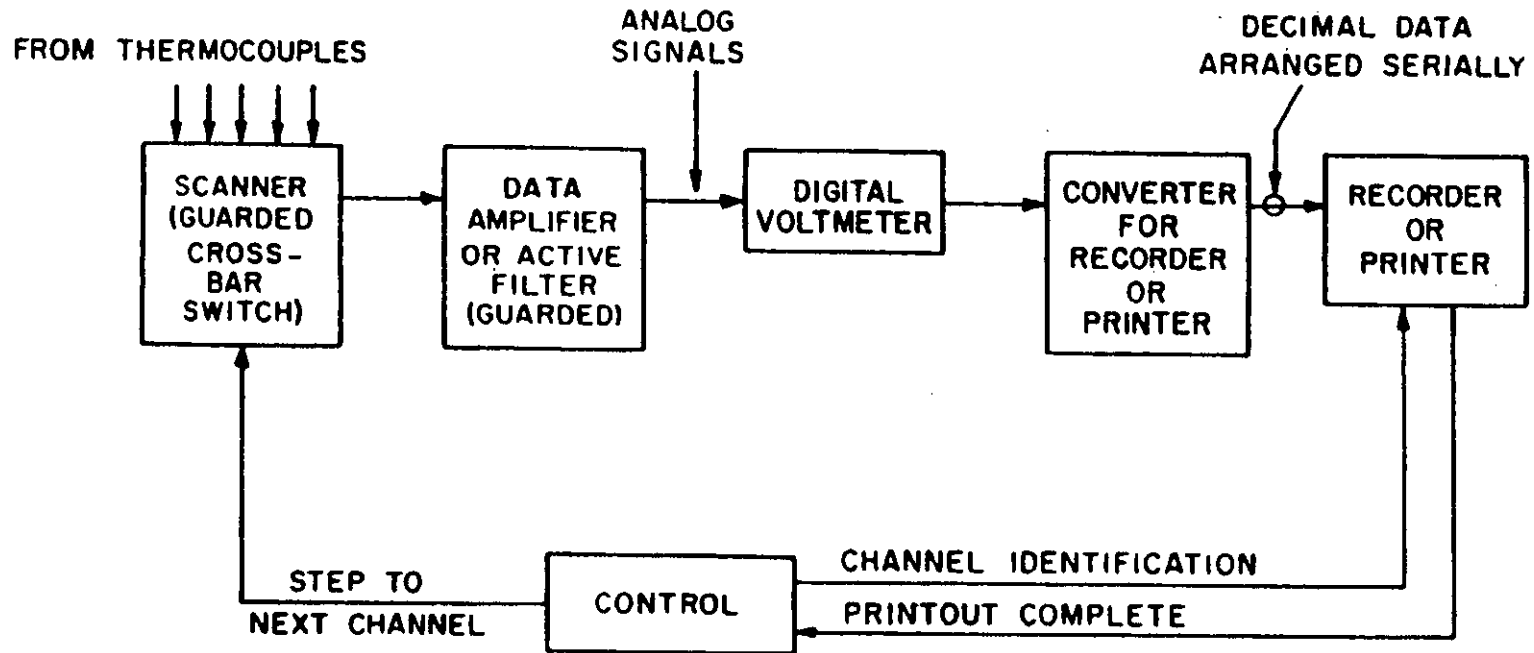 FROM THERMOCOUPLES
ANALOG
SIGNALS
DECIMAL DATA
ARRANGED SERIALLY
SCANNER
(GUARDED
CROSS-
BAR
SWITCH)
DATA
AMPLIFIER
OR ACTIVE
FILTER
(GUARDED)
DIGITAL
VOLTMETER
CONVERTER
FOR
RECORDER
OR
PRINTER
RECORDER
OR
PRINTER
STEP TO
NEXT CHANNEL
CONTROL
CHANNEL IDENTIFICATION
PRINTOUT COMPLETE